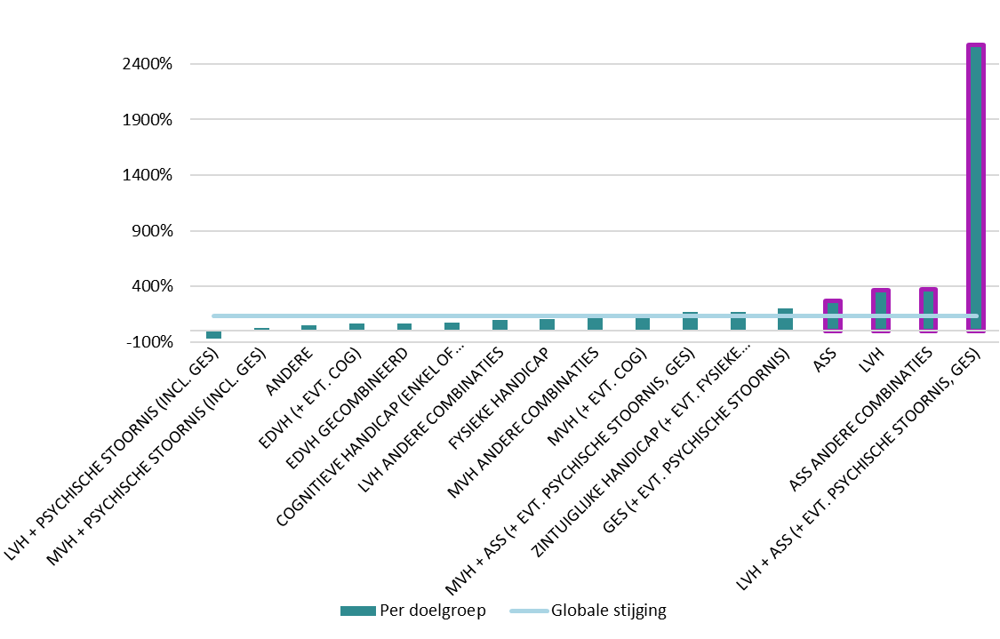 2400%
1900%
1400%
900%
400%
-100%
LVH + PSYCHISCHE STOORNIS (INCL. GES)
MVH + PSYCHISCHE STOORNIS (INCL. GES)
ANDERE
EDVH (+ EVT. COG)
EDVH GECOMBINEERD
COGNITIEVE HANDICAP (ENKEL OF…
LVH ANDERE COMBINATIES
FYSIEKE HANDICAP
MVH ANDERE COMBINATIES
MVH (+ EVT. COG)
MVH + ASS (+ EVT. PSYCHISCHE STOORNIS, GES)
ZINTUIGLIJKE HANDICAP (+ EVT. FYSIEKE…
GES (+ EVT. PSYCHISCHE STOORNIS)
ASS
LVH
ASS ANDERE COMBINATIES
LVH + ASS (+ EVT. PSYCHISCHE STOORNIS, GES)
Per doelgroep
Globale stijging